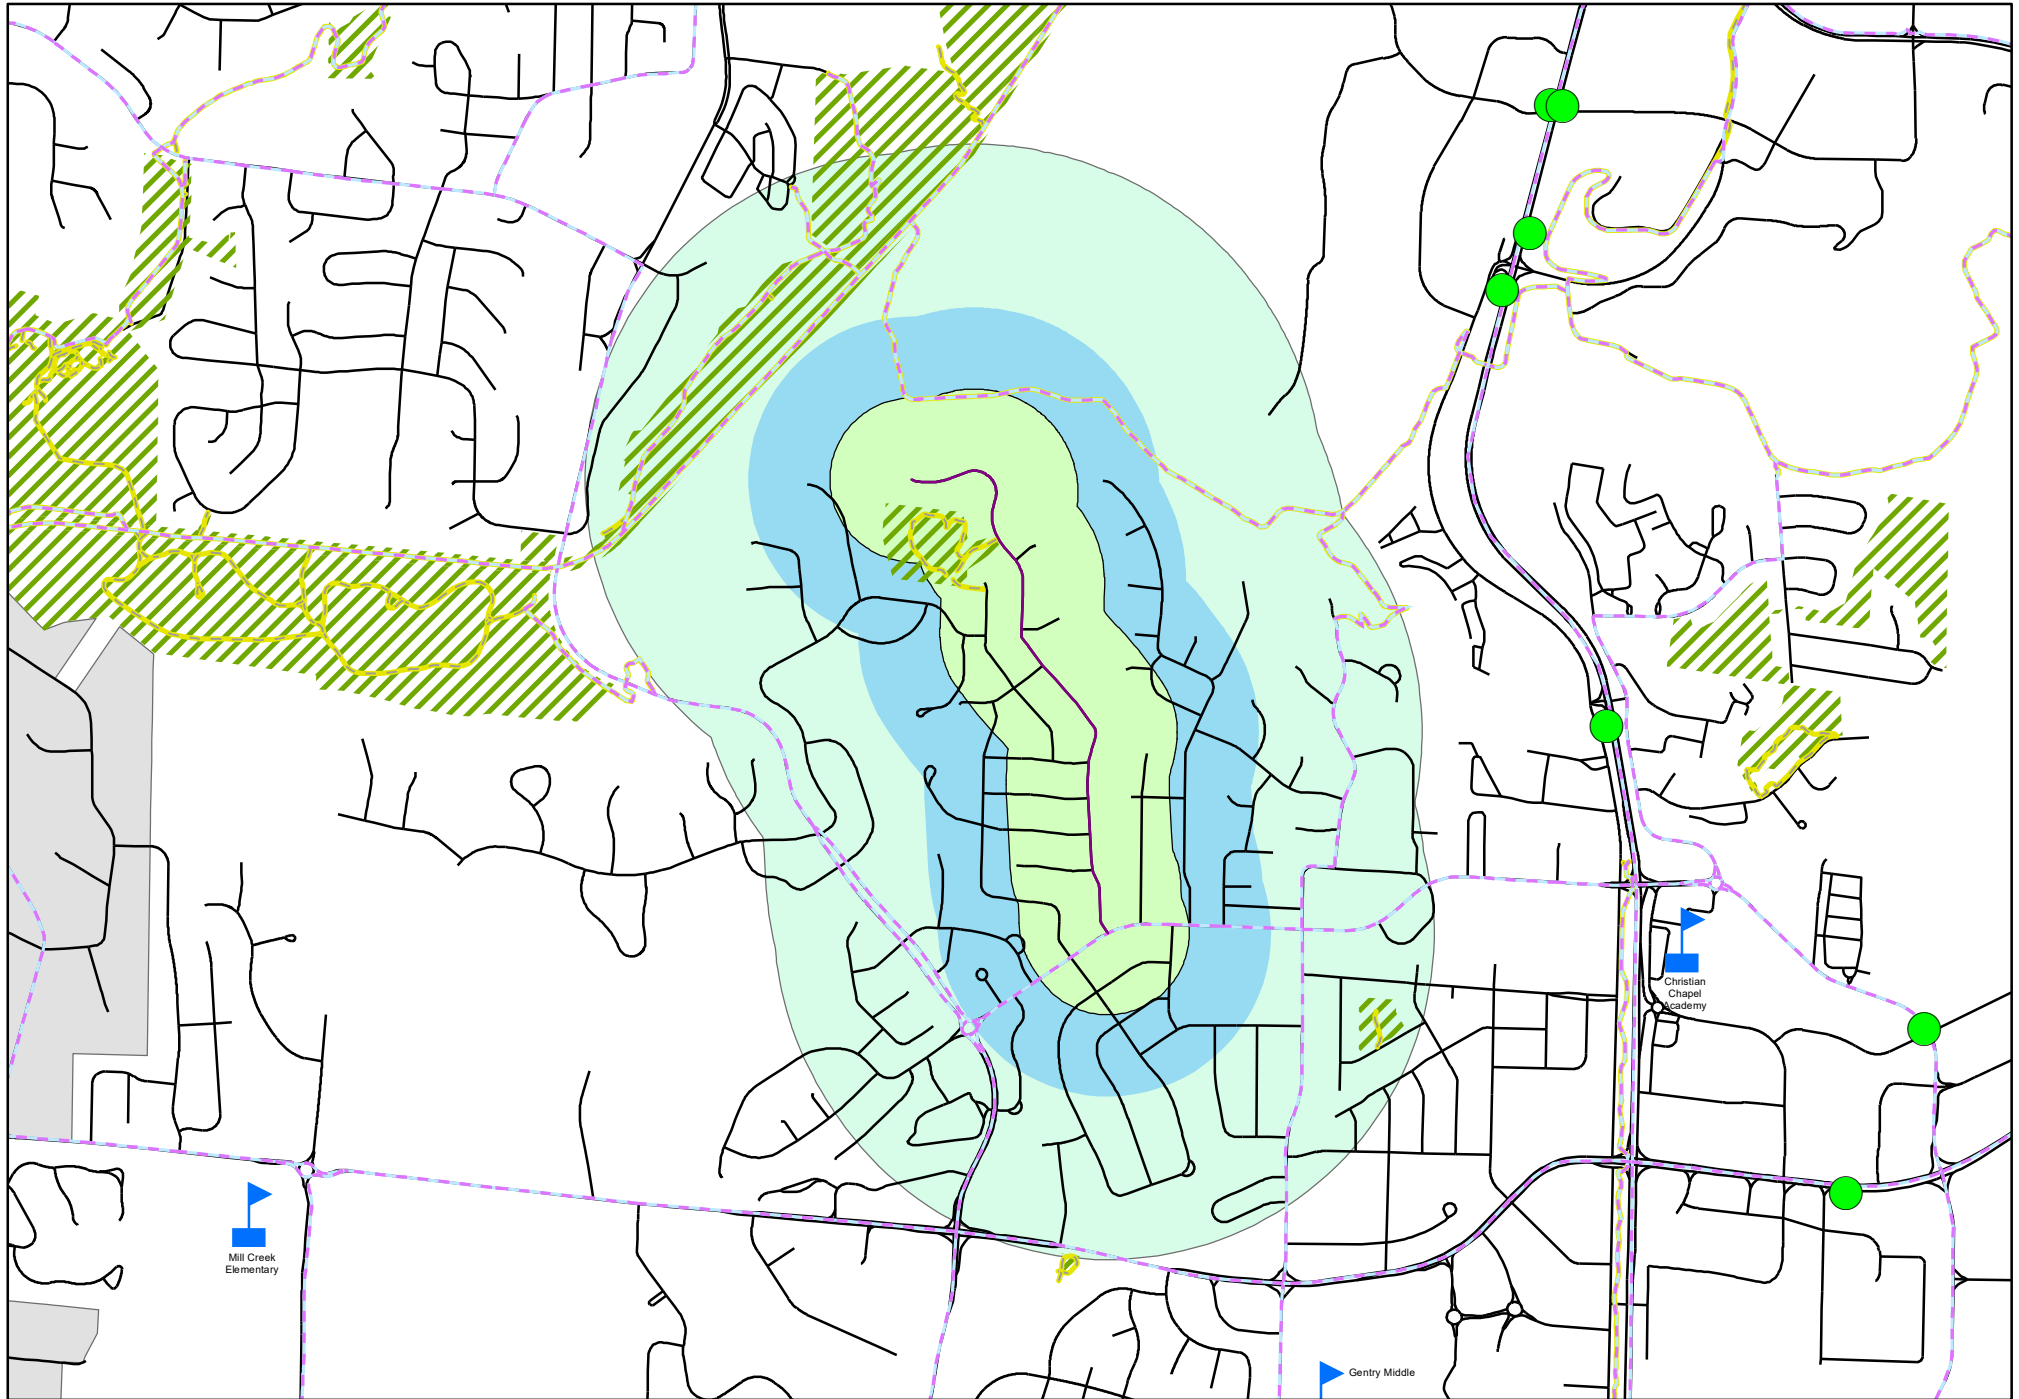 Christian
Chapel
Academy
Mill Creek
Elementary
Gentry Middle